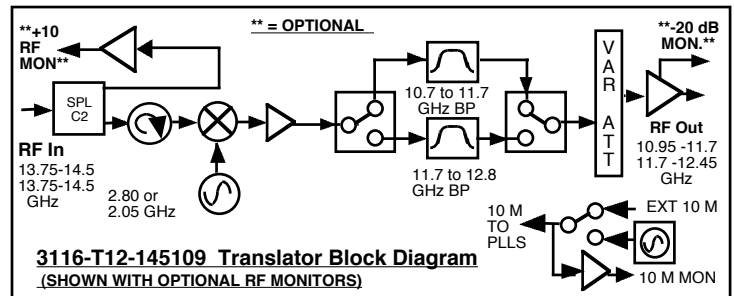 **+10
RF
MON**
** = OPTIONAL
**-20 dB
MON.**
SPL
C2
RF In
13.75-14.5
13.75-14.5
GHz
2.80 or
2.05 GHz
10.7 to 11.7
GHz BP
11.7 to 12.8
GHz BP
V
A
R
A
T
T
RF Out
10.95 -11.7
11.7 -12.45
GHz
10 M
TO
PLLS
EXT 10 M
10 M MON
3116-T12-145109 Translator Block Diagram
(SHOWN WITH OPTIONAL RF MONITORS)